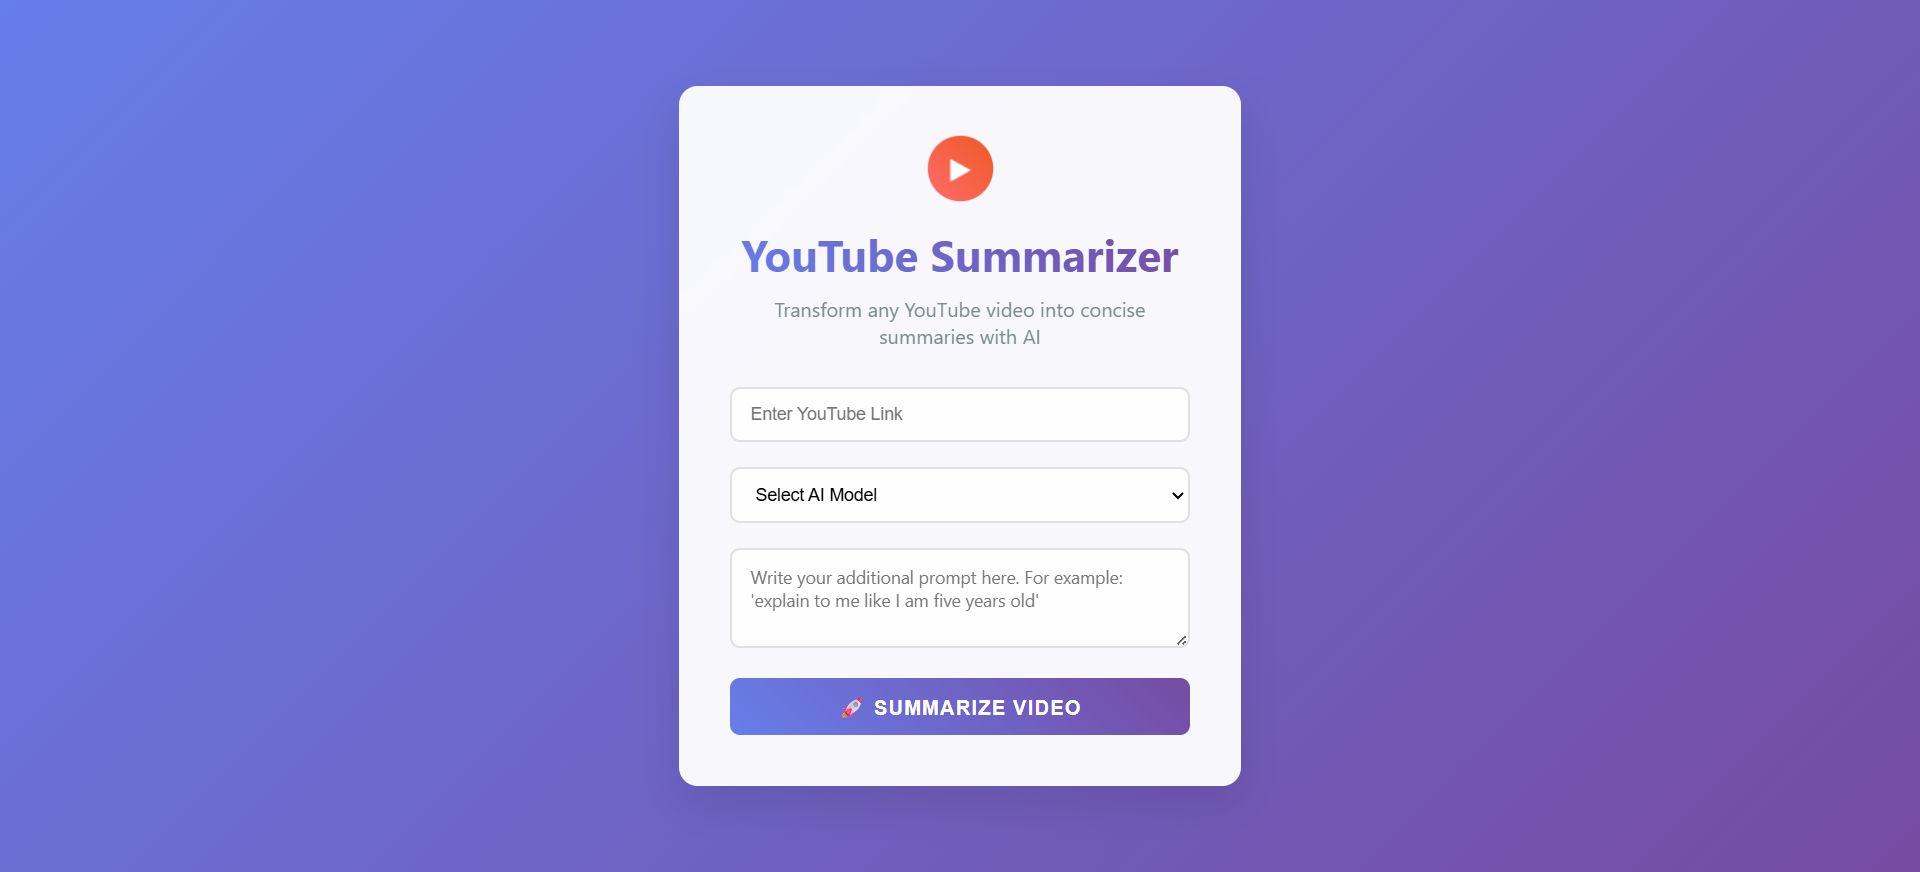 YouTube Summarizer
Transform any YouTube video into concise
summaries with AI
Enter YouTube Link
Select AI Model
Write your additional prompt here. For example:
'explain to me like I am five years old'
🚀 SUMMARIZE VIDEO